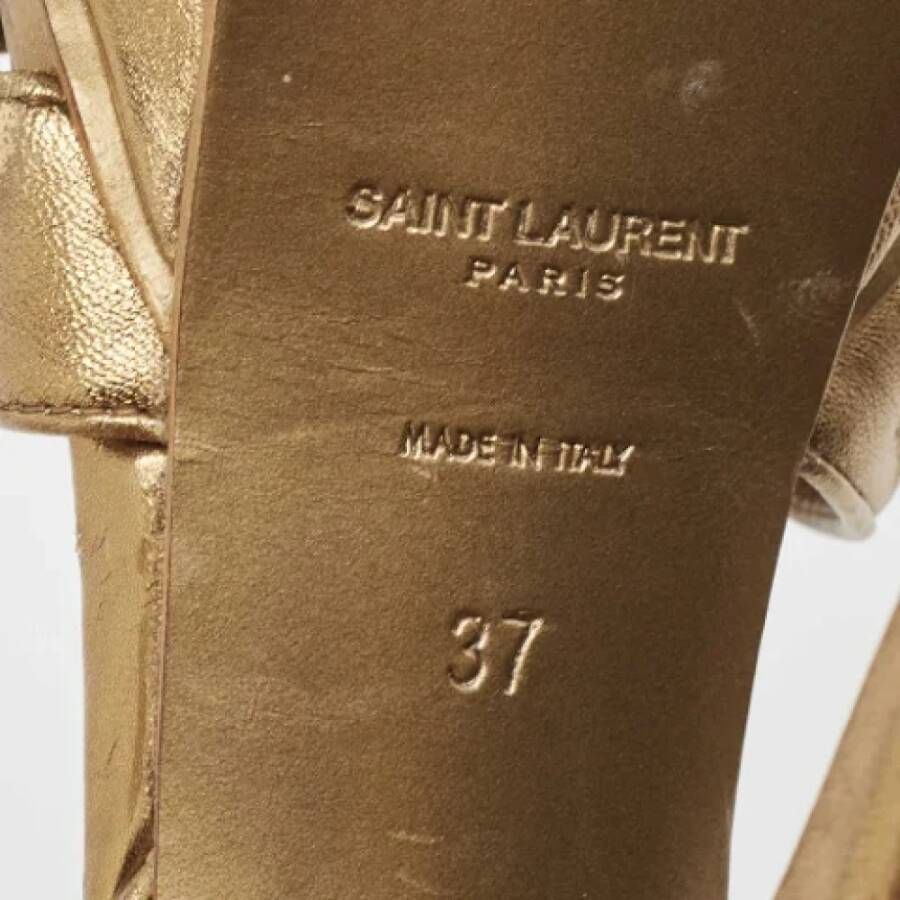 SAINT LAURENT
PARIS
MADE IN ITALY
37